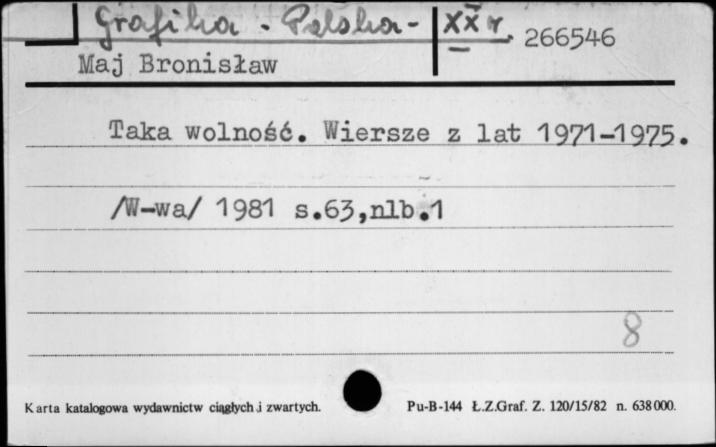 Grafika - Polska - XX w. 266546
Maj Bronisław
Taka wolność. Wiersze z lat 1971-1975.
/W-wa/ 1981 s.63,nlb.1
8
Karta katalogowa wydawnictw ciągłych i zwartych. Pu-B-144 Ł.Z.Graf. Z. 120/15/82 n. 638000.